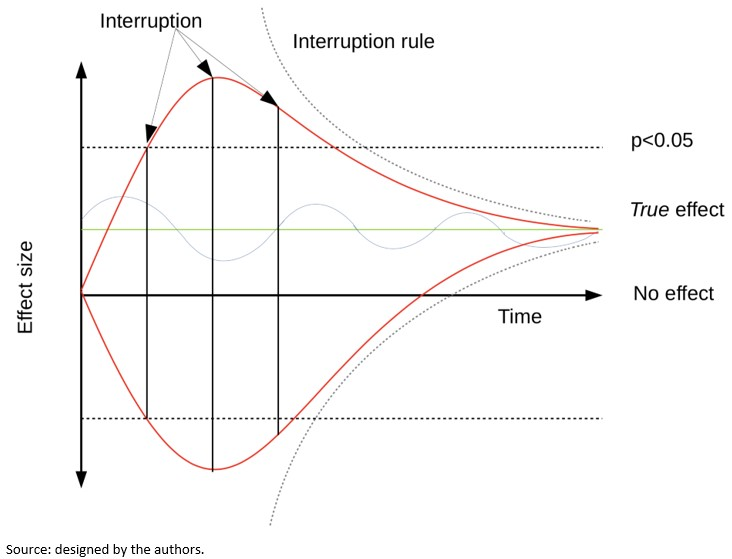 Interruption
Interruption rule
p<0.05
True effect
Effect size
No effect
Time
Source: designed by the authors.